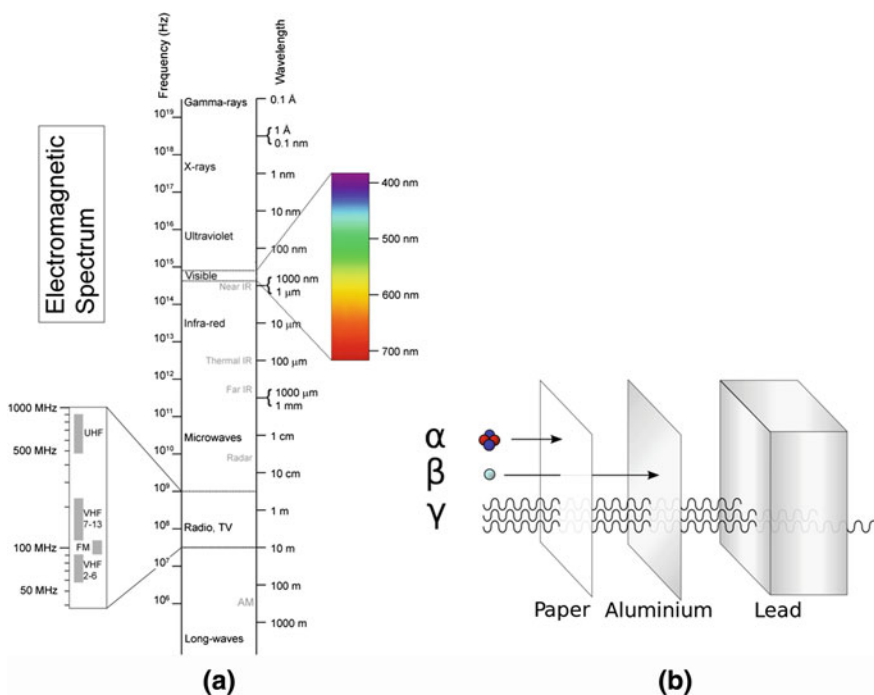 Electromagnetic
Spectrum
Frequency (Hz)
Wavelength
Gamma-rays
0.1 Å
10¹⁹
1 Å
0.1 nm
10¹⁸
X-rays
1 nm
10¹⁷
10 nm
10¹⁶
Ultraviolet
100 nm
10¹⁵
Visible
1000 nm
Near IR
1 µm
10¹⁴
Infra-red
10 µm
10¹³
Thermal IR
100 µm
10¹²
Far IR
1000 µm
1 mm
10¹¹
Microwaves
1 cm
10¹⁰
Radar
10 cm
10⁹
1 m
10⁸
Radio, TV
10 m
10⁷
100 m
10⁶
AM
1000 m
Long-waves
400 nm
500 nm
600 nm
700 nm
1000 MHz
UHF
500 MHz
VHF
7-13
100 MHz
FM
VHF
2-6
50 MHz
(a)
α
β
γ
Paper
Aluminium
Lead
(b)